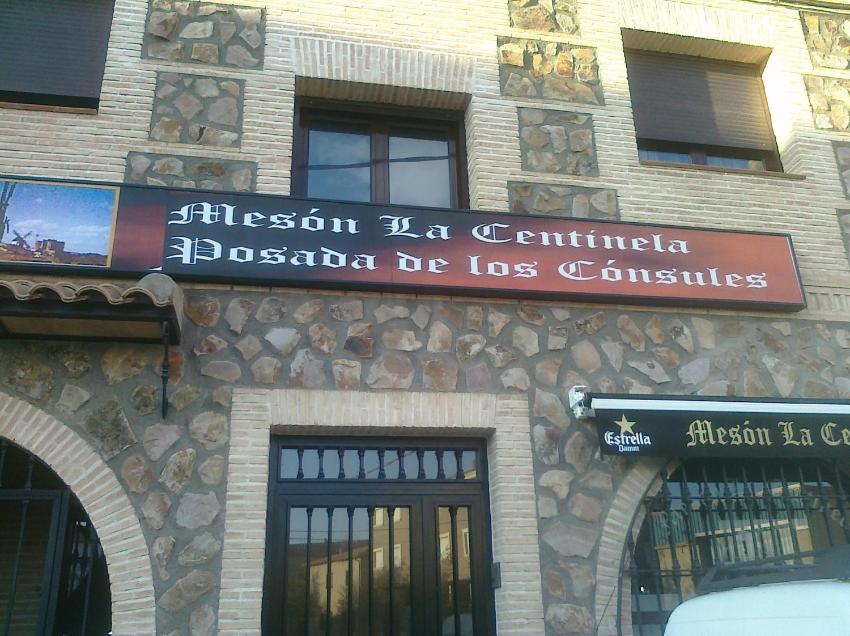 Mesón La Centinela
Posada de los Cónsules
Estrella
Damm
Mesón La Ce